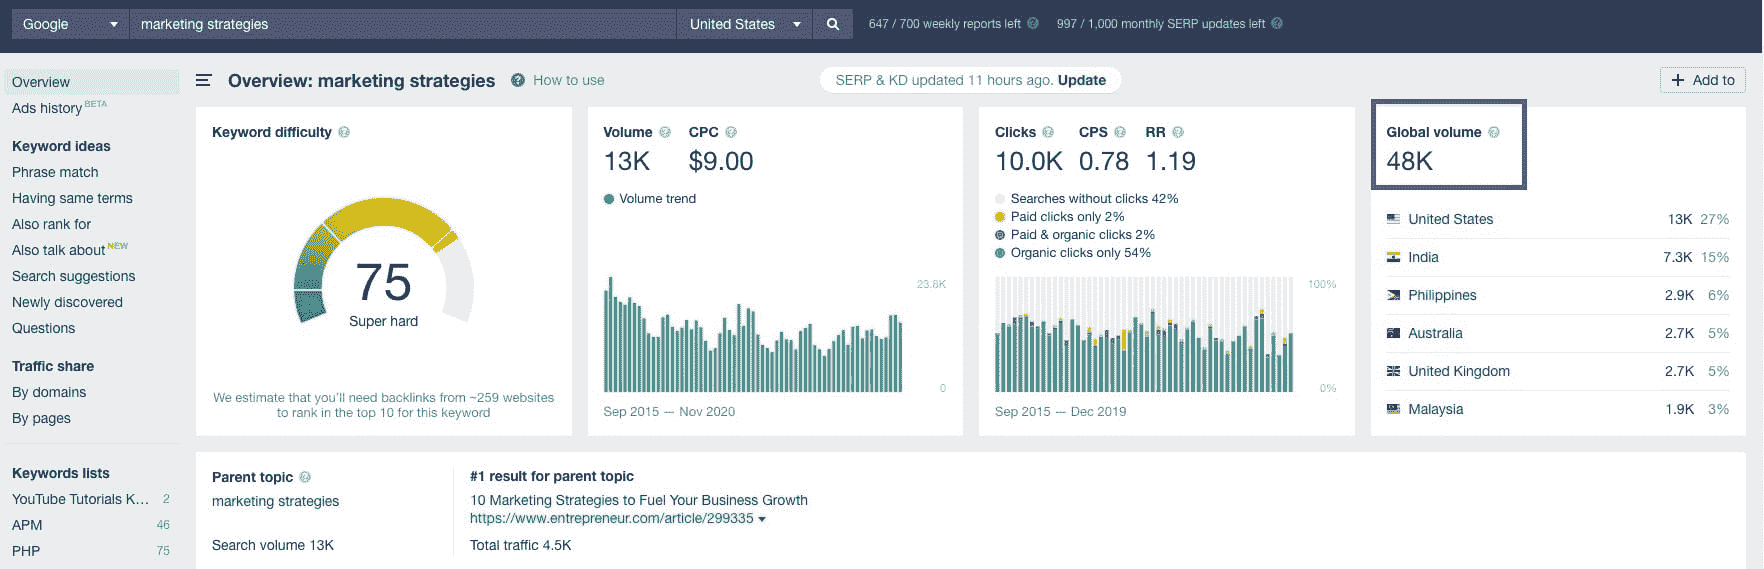 Google marketing strategies United States 647 / 700 weekly reports left 997 / 1,000 monthly SERP updates left
Overview
Ads history BETA
Keyword ideas
Phrase match
Having same terms
Also rank for
Also talk about NEW
Search suggestions
Newly discovered
Questions
Traffic share
By domains
By pages
Keywords lists
YouTube Tutorials K... 2
APM 46
PHP 75
Overview: marketing strategies ? How to use
SERP & KD updated 11 hours ago. Update
+ Add to
Keyword difficulty ?
75
Super hard
We estimate that you'll need backlinks from ~259 websites
to rank in the top 10 for this keyword
Volume ? CPC ?
13K $9.00
Volume trend
23.8K
0
Sep 2015 — Nov 2020
Clicks ? CPS ? RR ?
10.0K 0.78 1.19
Searches without clicks 42%
Paid clicks only 2%
Paid & organic clicks 2%
Organic clicks only 54%
100%
0%
Sep 2015 — Dec 2019
Global volume ?
48K
United States 13K 27%
India 7.3K 15%
Philippines 2.9K 6%
Australia 2.7K 5%
United Kingdom 2.7K 5%
Malaysia 1.9K 3%
Parent topic ?
marketing strategies
Search volume 13K
#1 result for parent topic
10 Marketing Strategies to Fuel Your Business Growth
https://www.entrepreneur.com/article/299335
Total traffic 4.5K